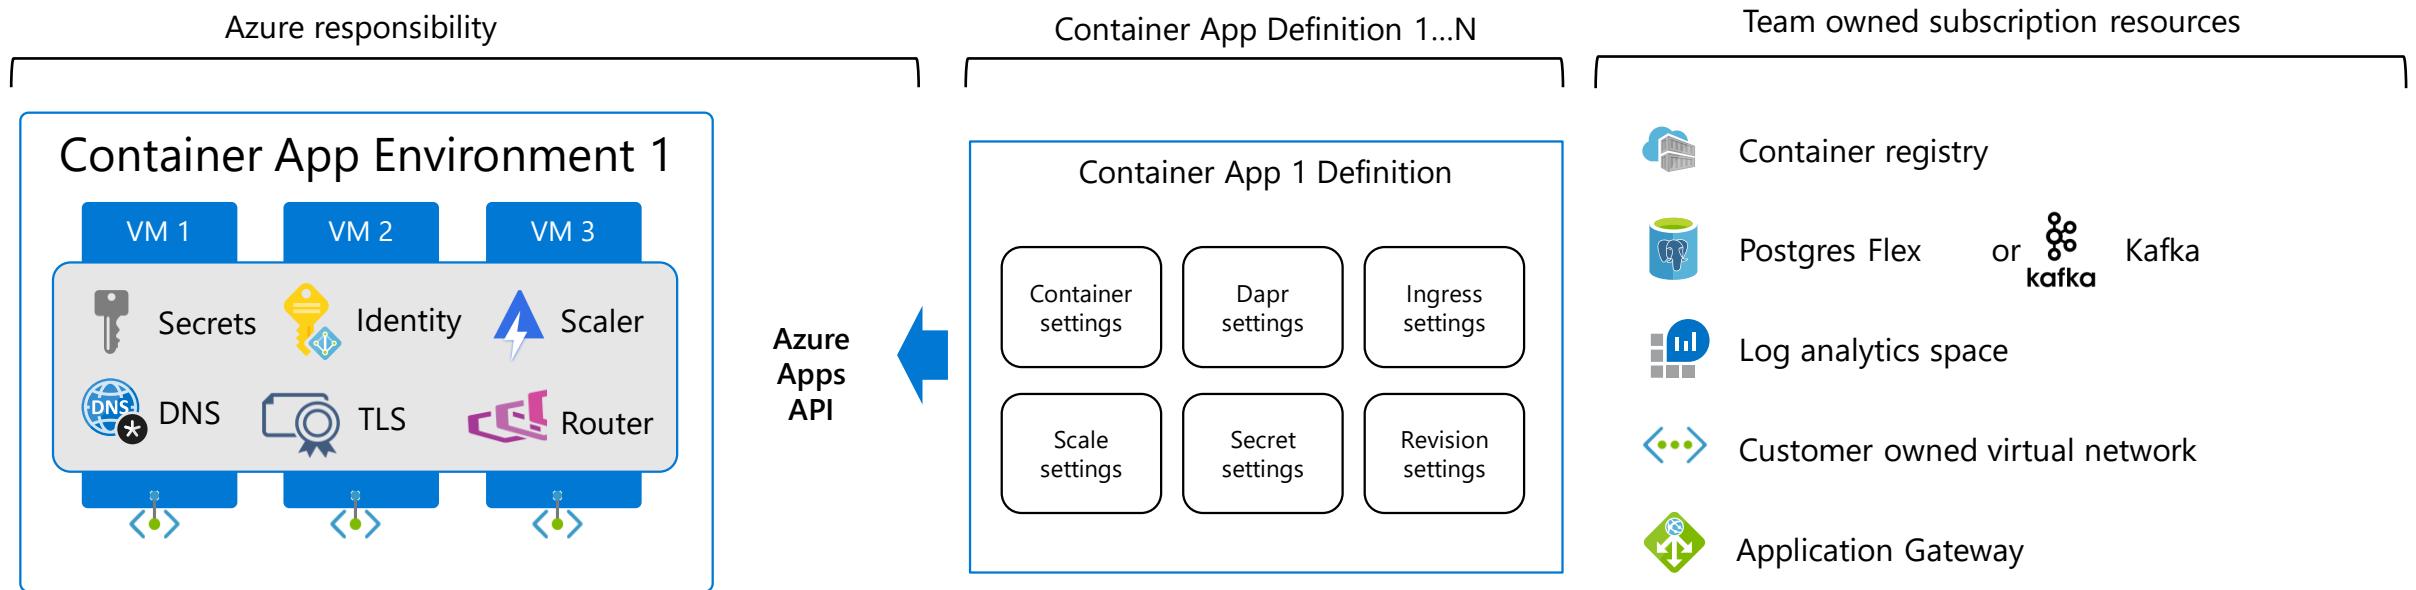 Azure responsibility
Container App Definition 1...N
Team owned subscription resources
Container App Environment 1
VM 1
VM 2
VM 3
Secrets
Identity
Scaler
DNS
DNS
TLS
Router
Azure
Apps
API
Container App 1 Definition
Container
settings
Dapr
settings
Ingress
settings
Scale
settings
Secret
settings
Revision
settings
Container registry
Postgres Flex or kafka Kafka
Log analytics space
Customer owned virtual network
Application Gateway